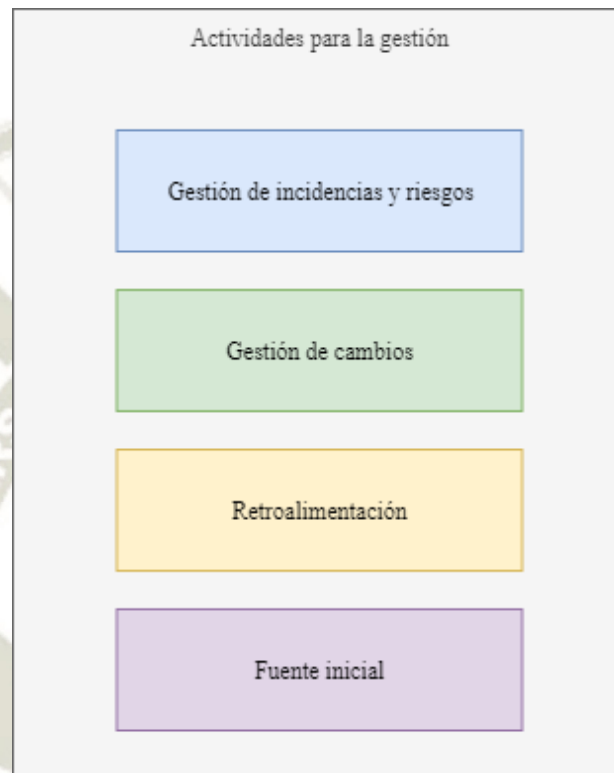 Actividades para la gestión
Gestión de incidencias y riesgos
Gestión de cambios
Retroalimentación
Fuente inicial